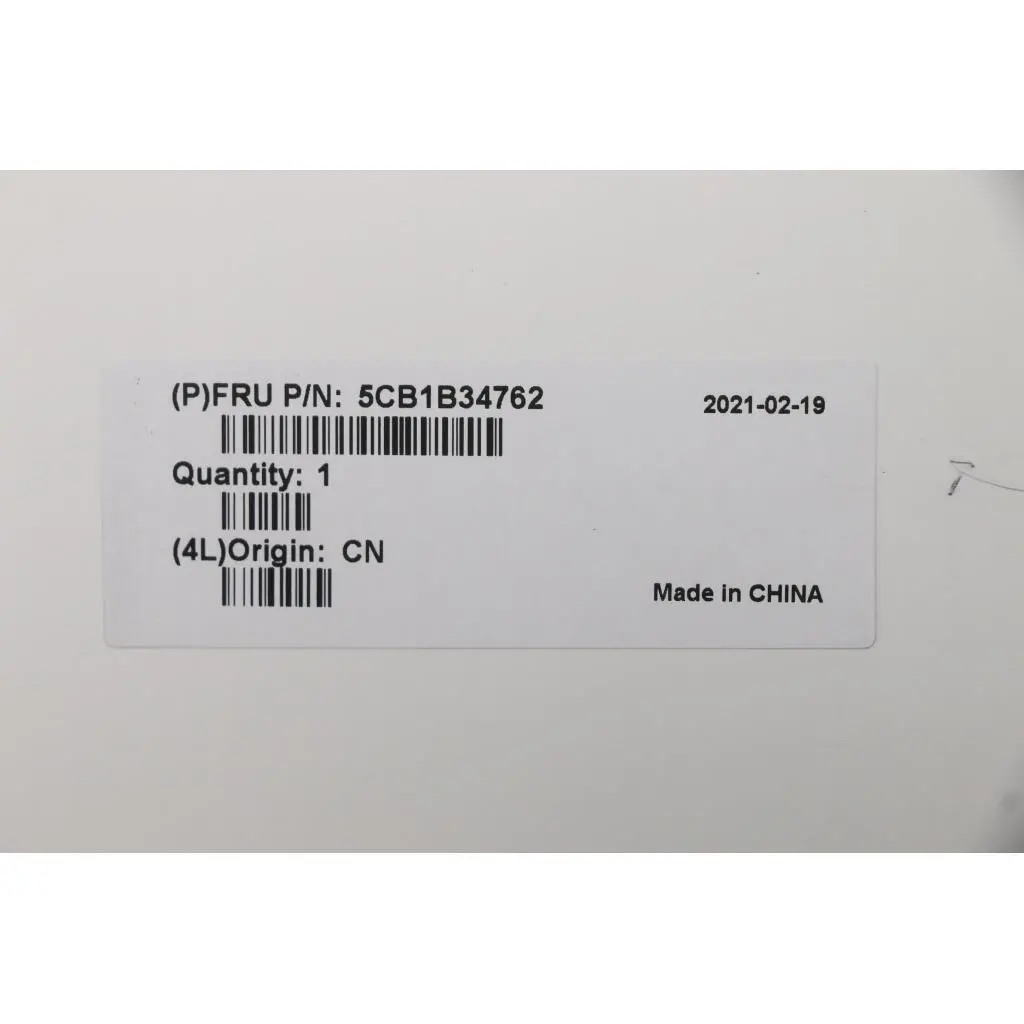 (P)FRU P/N: 5CB1B34762
2021-02-19
Quantity: 1
(4L)Origin: CN
Made in CHINA